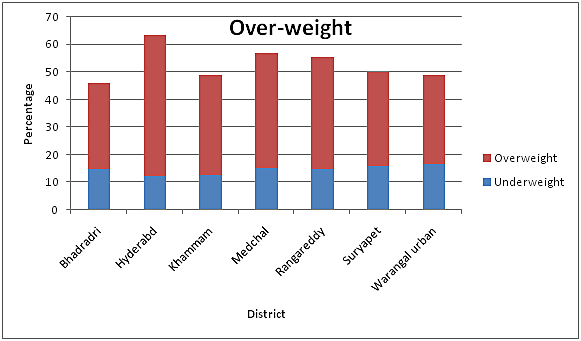 Over-weight
70
60
50
40
30
20
10
0
Percentage
Bhadradri
Hyderabd
Khammam
Medchal
Rangareddy
Suryapet
Warangal urban
District
Overweight
Underweight